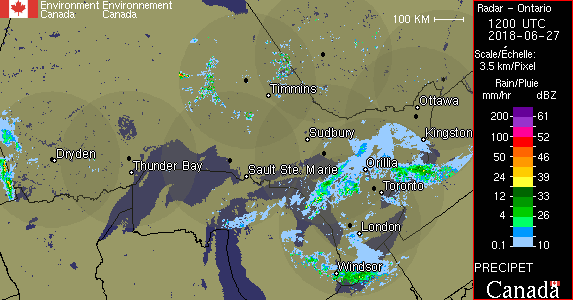 Environment Environnement
Canada Canada
100 KM
Timmins
Ottawa
Sudbury
Kingston
Dryden
Thunder Bay
Sault Ste. Marie
Orillia
Toronto
London
Windsor
Radar - Ontario
1200 UTC
2018-06-27
Scale/Échelle:
3.5 km/Pixel
Rain/Pluie
mm/hr dBZ
200 61
100 52
50 46
24 39
12 33
4 26
0.1 10
PRECIPET
Canada